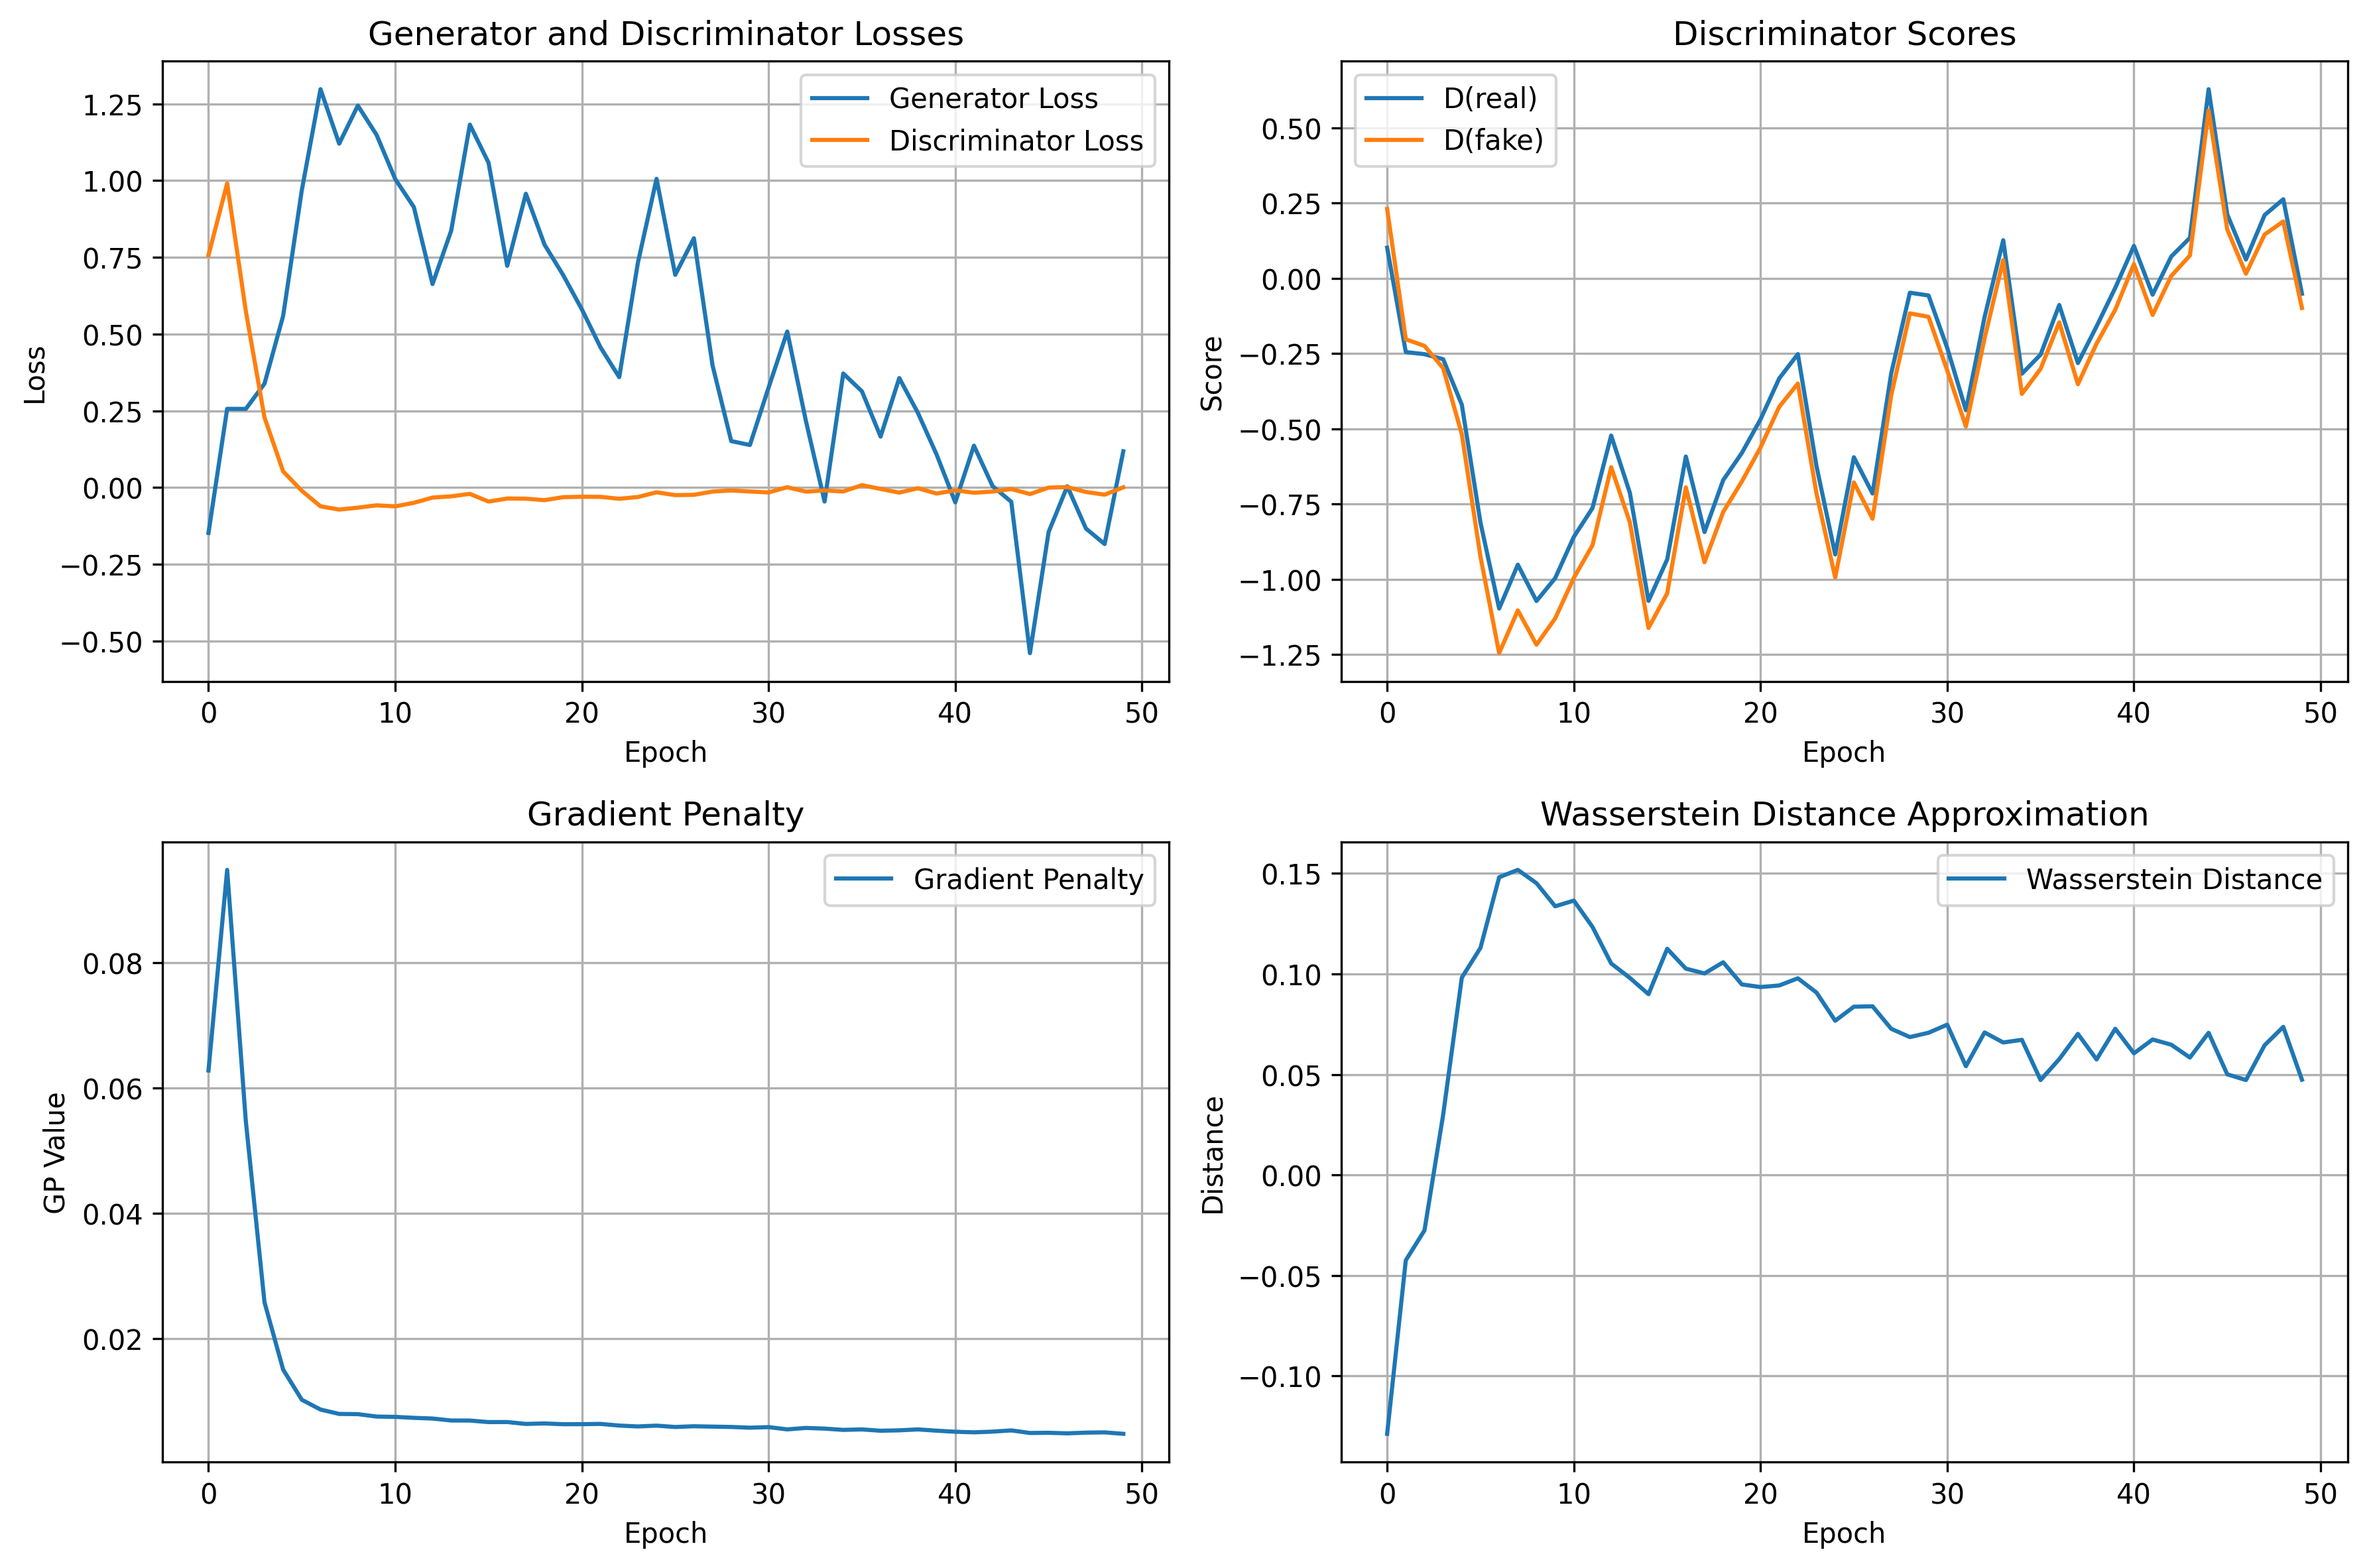 Generator and Discriminator Losses
Generator Loss
Discriminator Loss
1.25
1.00
0.75
0.50
0.25
0.00
−0.25
−0.50
Loss
0 10 20 30 40 50
Epoch
Discriminator Scores
D(real)
D(fake)
0.50
0.25
0.00
−0.25
−0.50
−0.75
−1.00
−1.25
Score
0 10 20 30 40 50
Epoch
Gradient Penalty
Gradient Penalty
0.08
0.06
0.04
0.02
GP Value
0 10 20 30 40 50
Epoch
Wasserstein Distance Approximation
Wasserstein Distance
0.15
0.10
0.05
0.00
−0.05
−0.10
Distance
0 10 20 30 40 50
Epoch